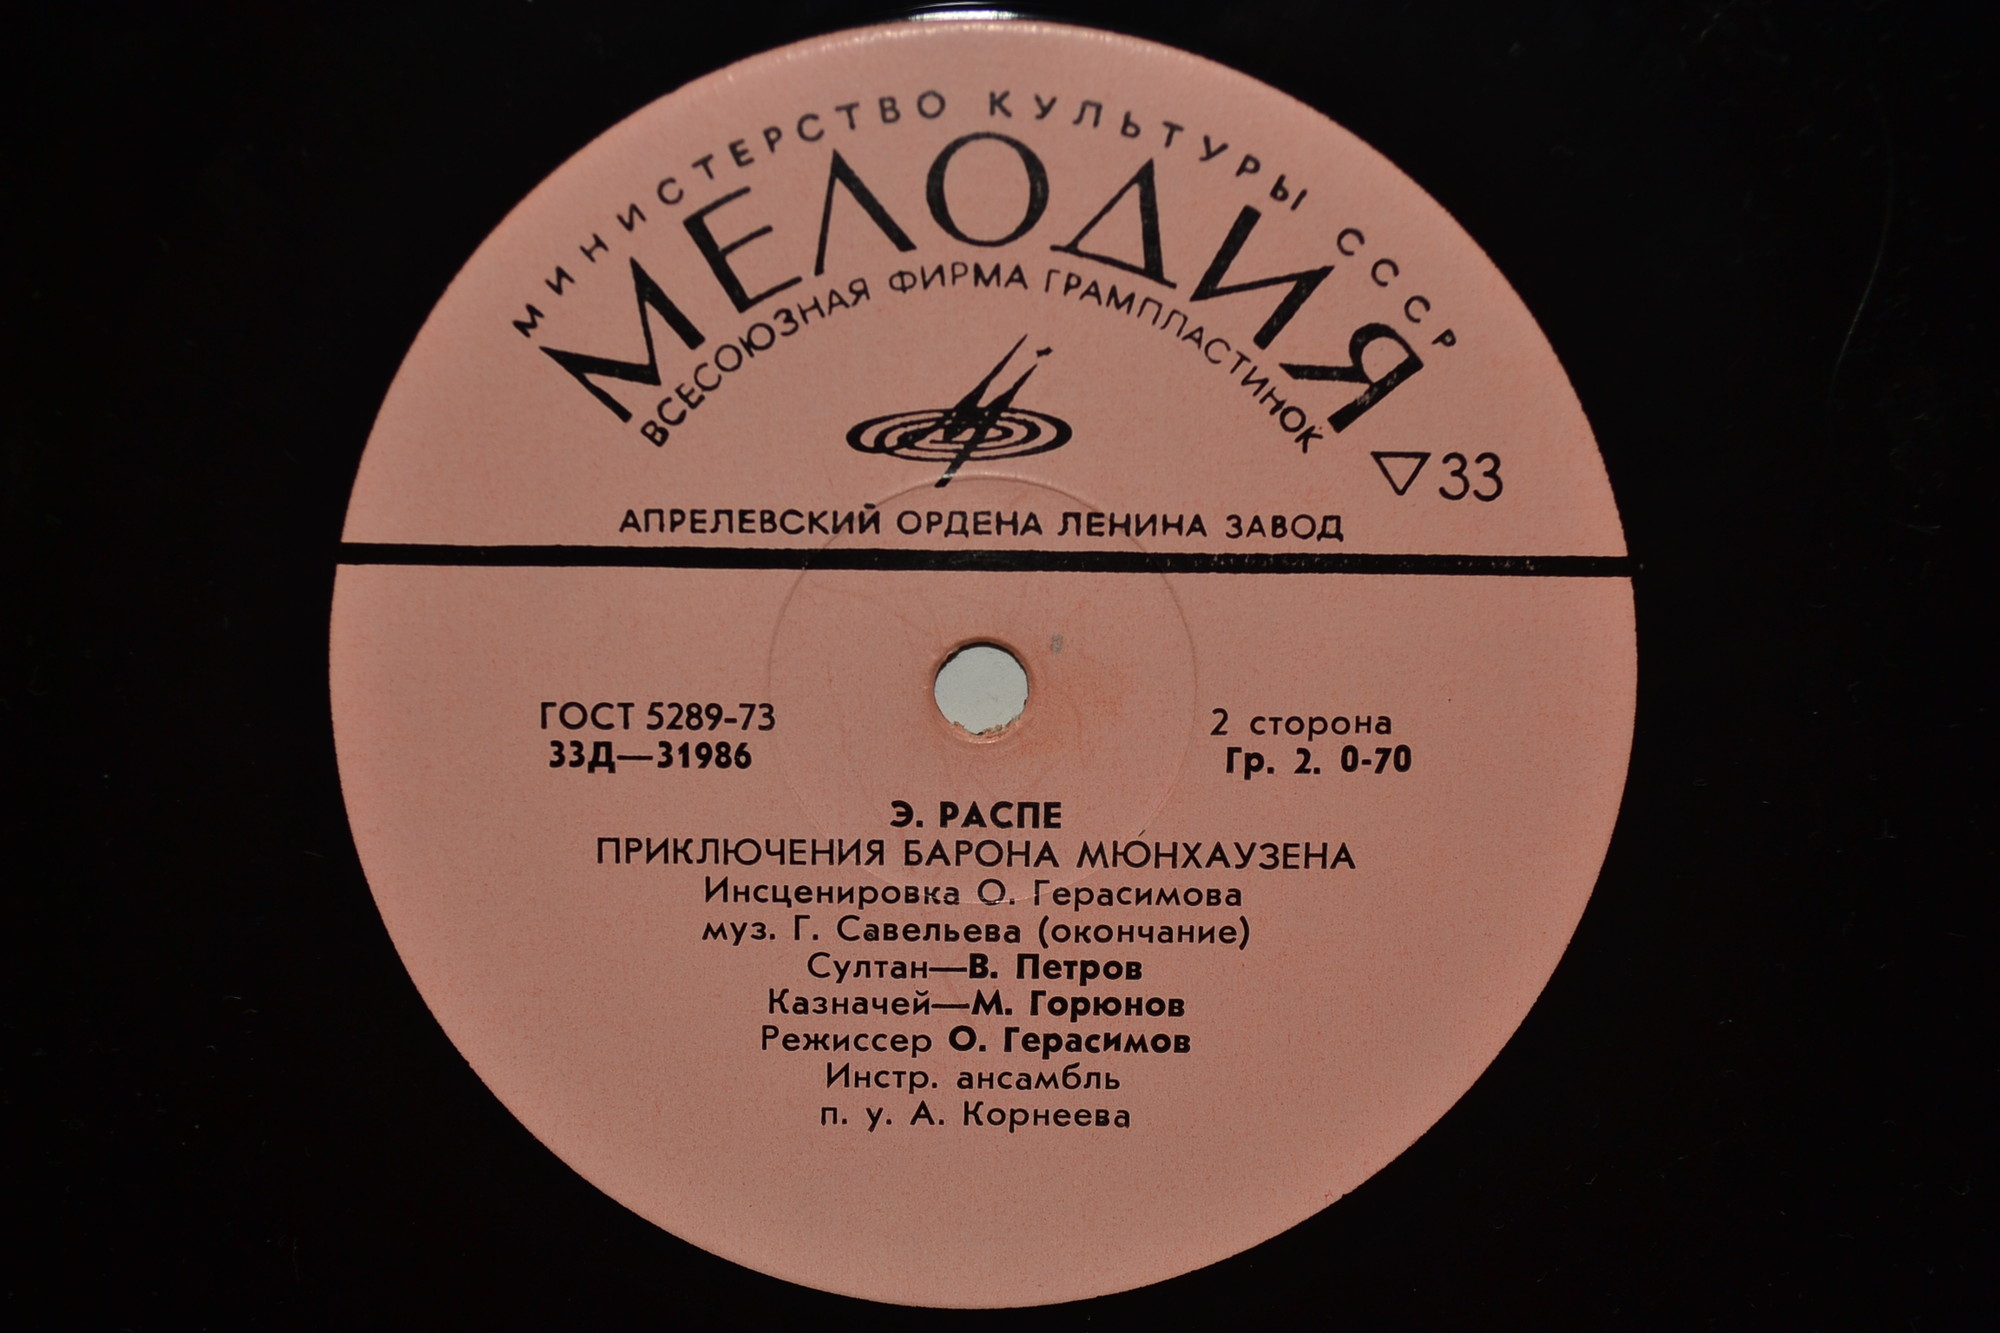 МИНИСТЕРСТВО КУЛЬТУРЫ СССР
МЕЛОДИЯ
ВСЕСОЮЗНАЯ ФИРМА ГРАМПЛАСТИНОК
▽33
АПРЕЛЕВСКИЙ ОРДЕНА ЛЕНИНА ЗАВОД
ГОСТ 5289-73
33Д—31986
2 сторона
Гр. 2. 0-70
Э. РАСПЕ
ПРИКЛЮЧЕНИЯ БАРОНА МЮНХАУЗЕНА
Инсценировка О. Герасимова
муз. Г. Савельева (окончание)
Султан—В. Петров
Казначей—М. Горюнов
Режиссер О. Герасимов
Инстр. ансамбль
п. у. А. Корнеева